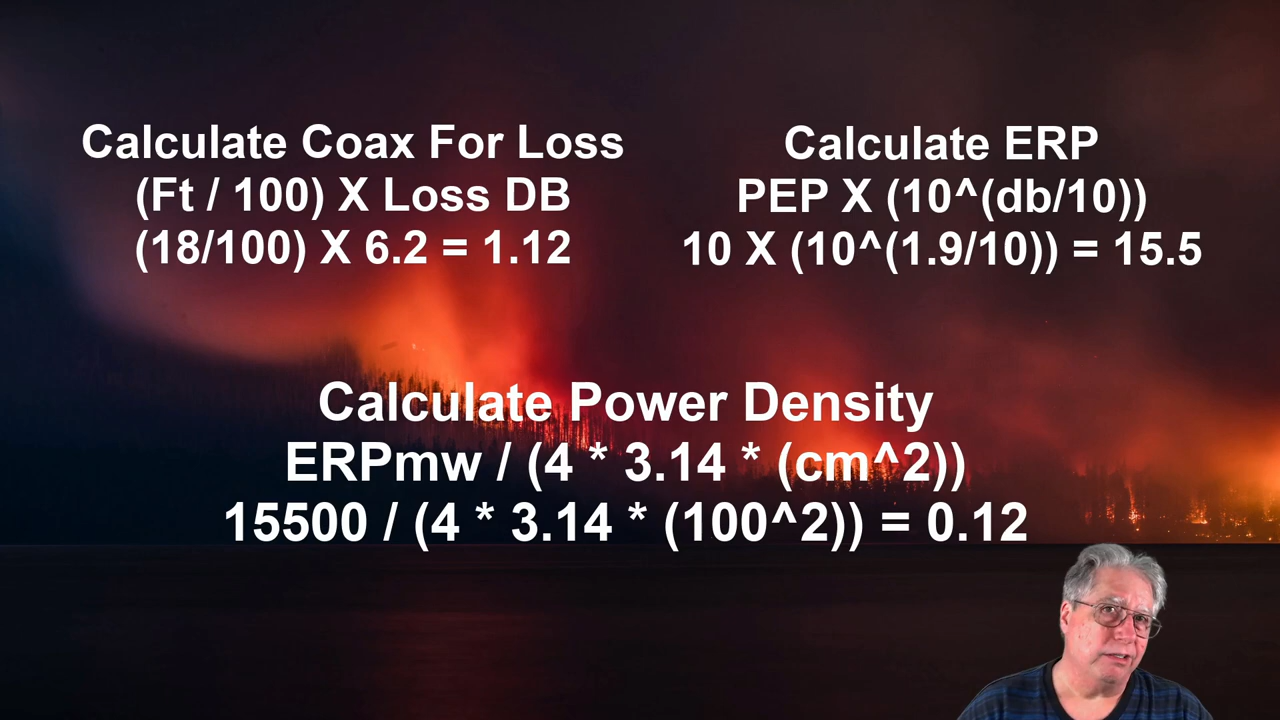 Calculate Coax For Loss
(Ft / 100) X Loss DB
(18/100) X 6.2 = 1.12
Calculate ERP
PEP X (10^(db/10))
10 X (10^(1.9/10)) = 15.5
Calculate Power Density
ERPmw / (4 * 3.14 * (cm^2))
15500 / (4 * 3.14 * (100^2)) = 0.12